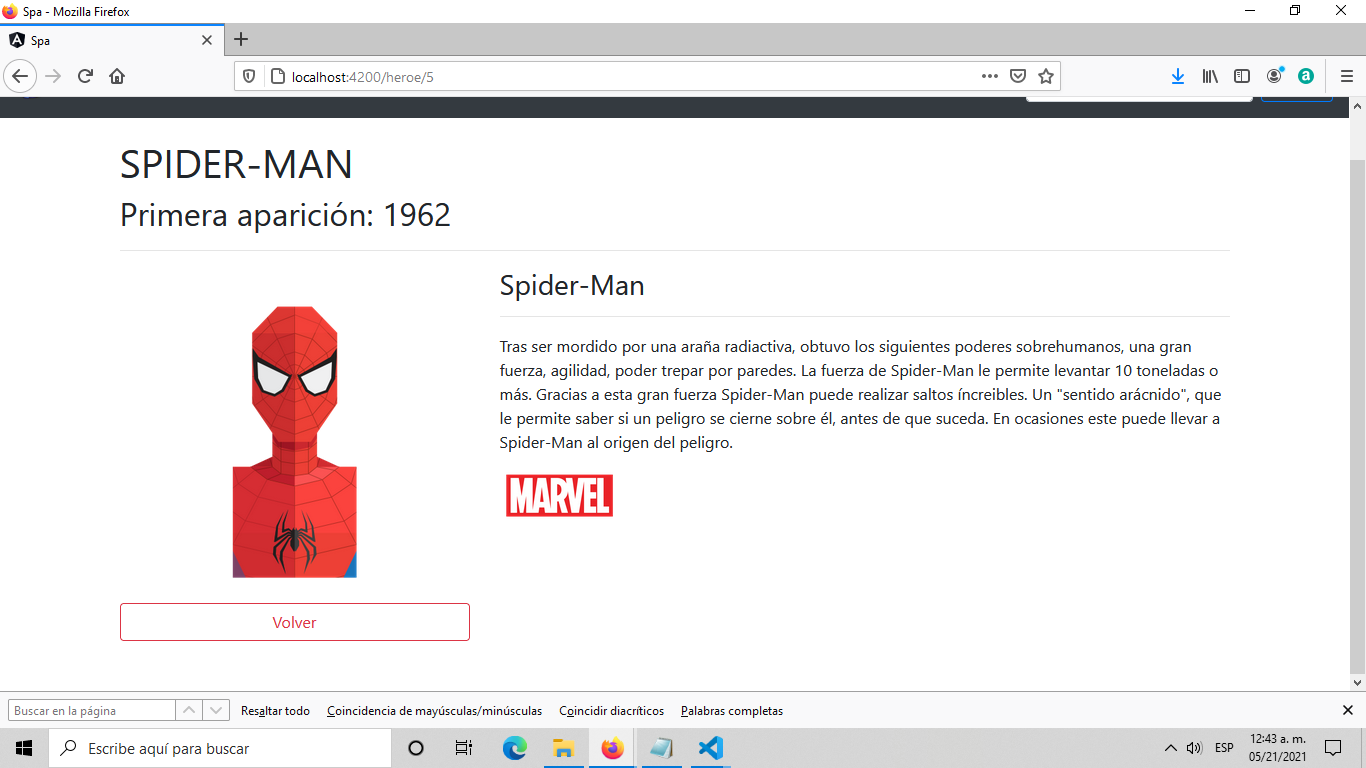 Spa - Mozilla Firefox
Spa
localhost:4200/heroe/5
SPIDER-MAN
Primera aparición: 1962
Spider-Man
Tras ser mordido por una araña radiactiva, obtuvo los siguientes poderes sobrehumanos, una gran
fuerza, agilidad, poder trepar por paredes. La fuerza de Spider-Man le permite levantar 10 toneladas o
más. Gracias a esta gran fuerza Spider-Man puede realizar saltos íncreibles. Un "sentido arácnido", que
le permite saber si un peligro se cierne sobre él, antes de que suceda. En ocasiones este puede llevar a
Spider-Man al origen del peligro.
MARVEL
Volver
Buscar en la página
Resaltar todo
Coincidencia de mayúsculas/minúsculas
Coincidir diacríticos
Palabras completas
Escribe aquí para buscar
ESP
12:43 a. m.
05/21/2021